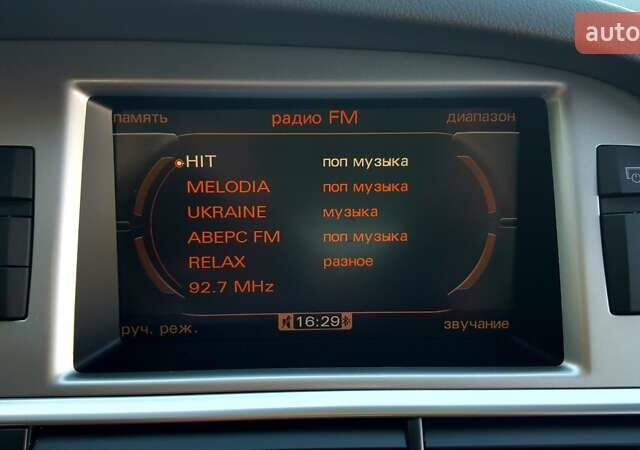 auto
память радио FM диапазон
HIT поп музыка
MELODIA поп музыка
UKRAINE музыка
АВЕРС FM поп музыка
RELAX разное
92.7 MHz
руч. реж. 16:29 звучание